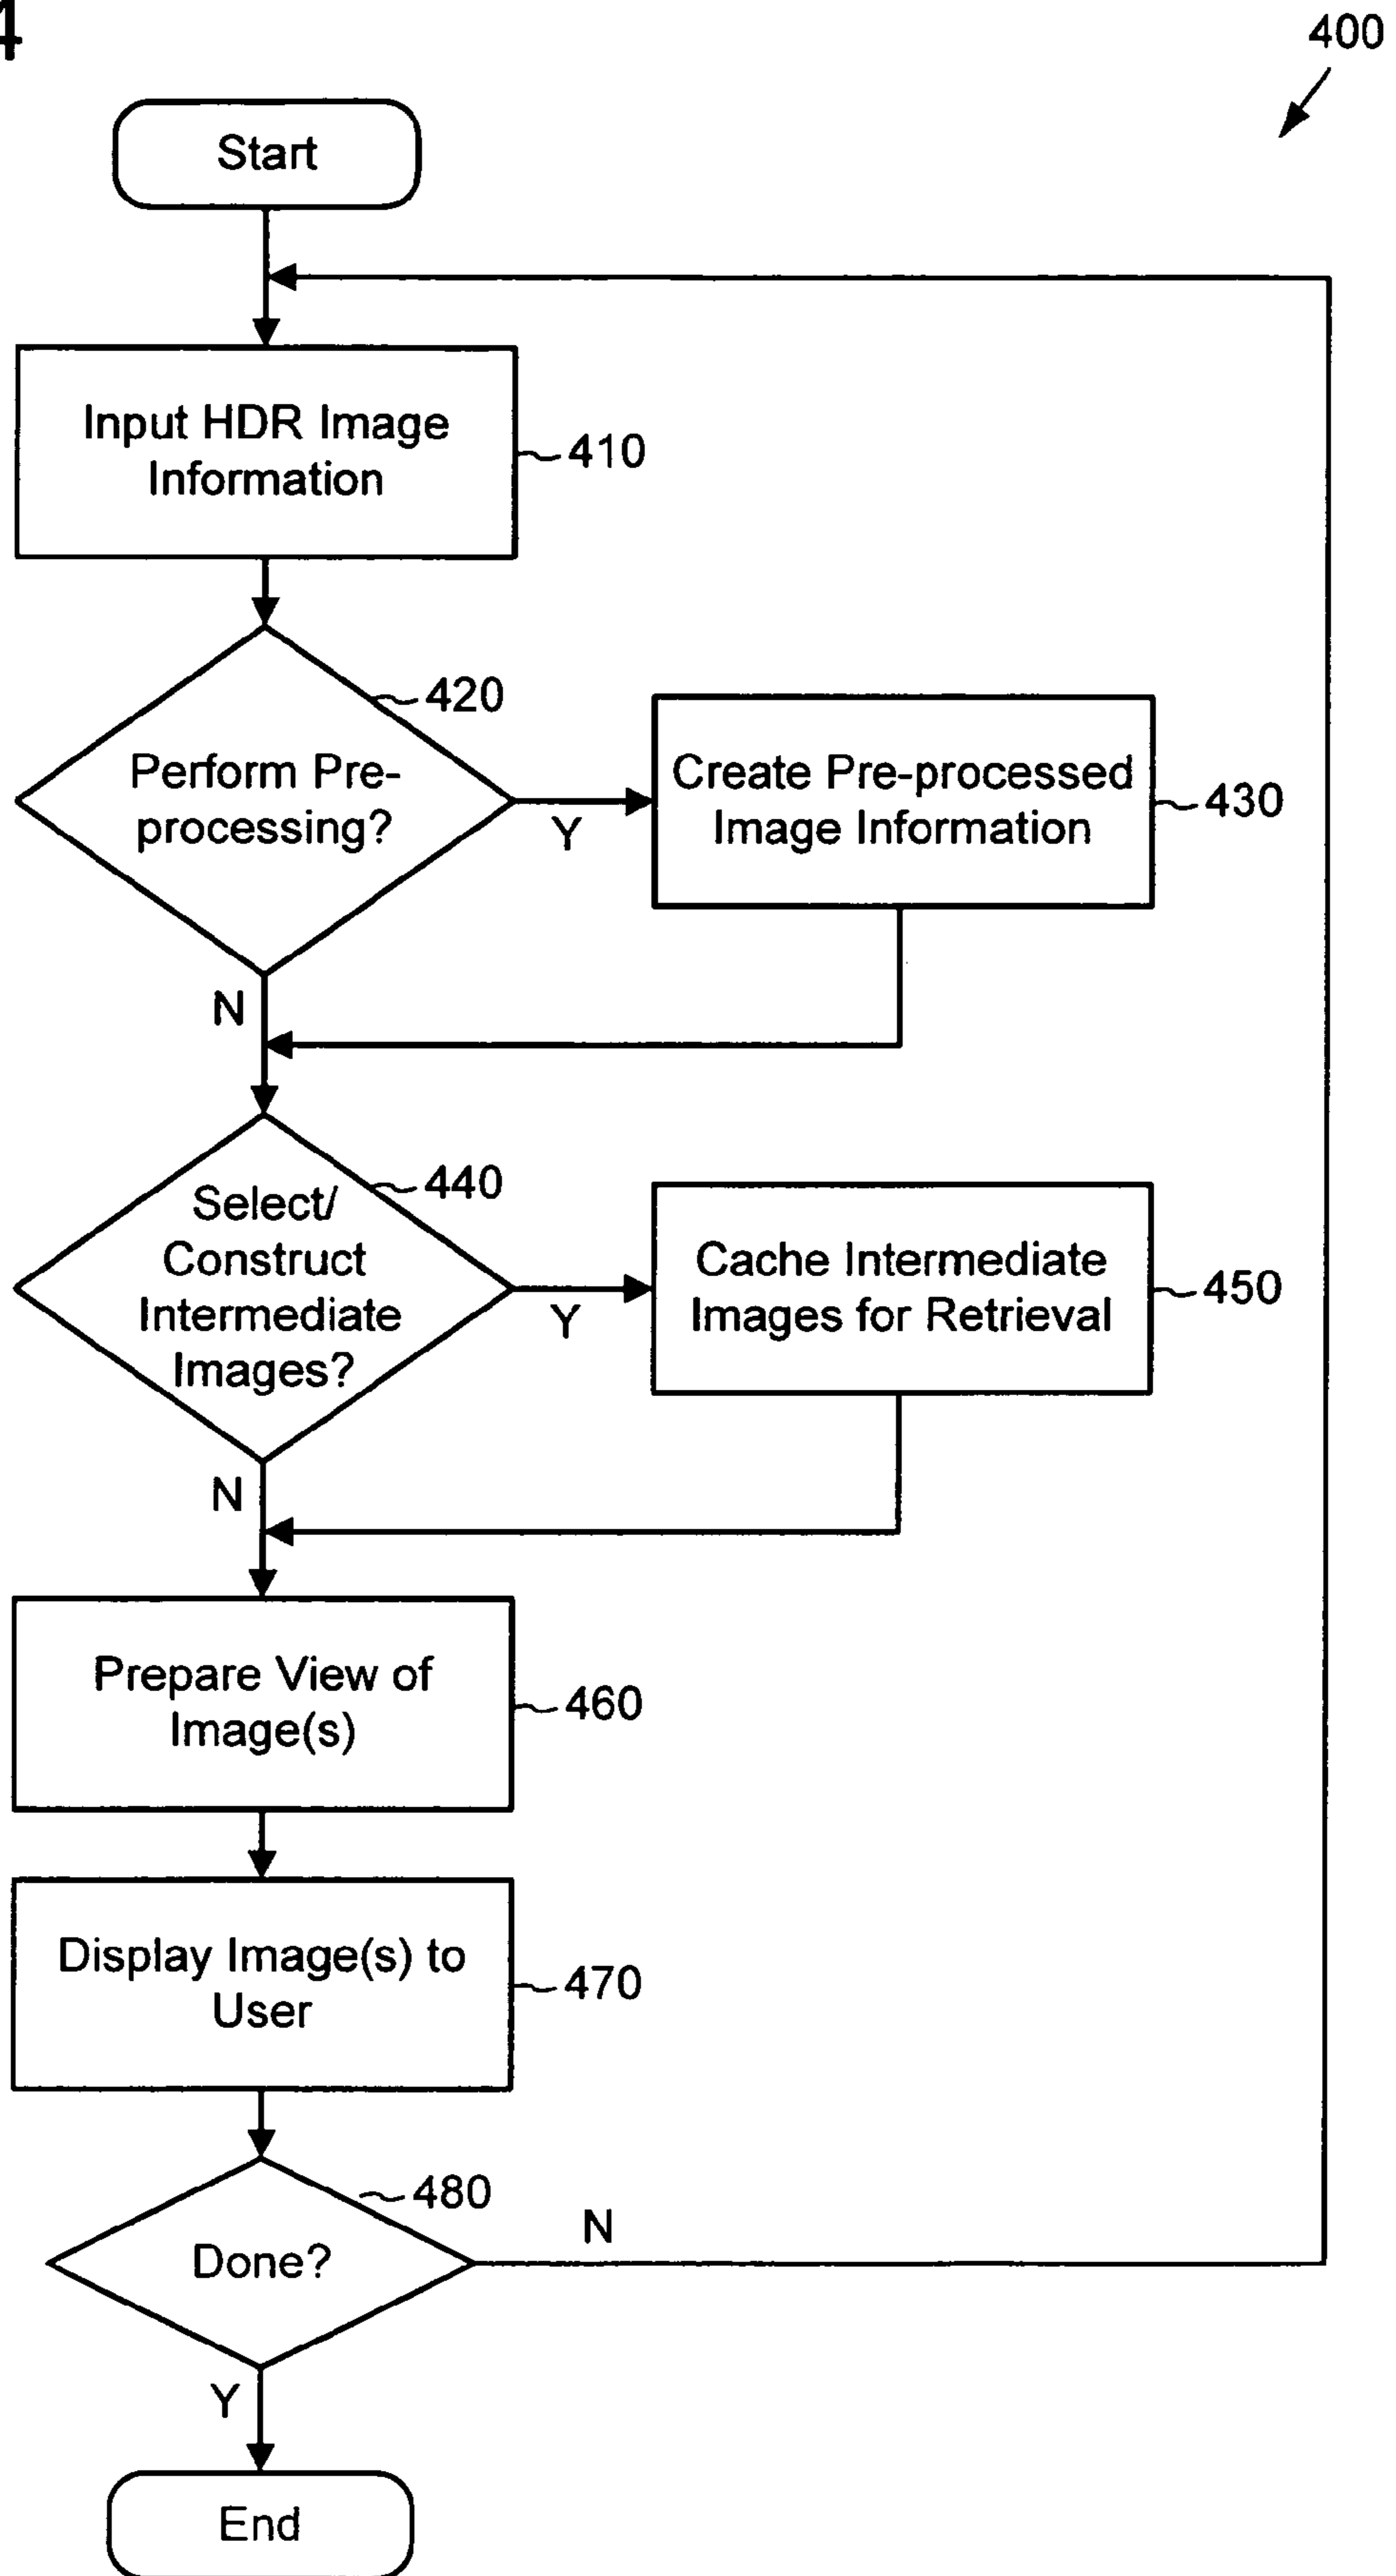 4
400
Start
Input HDR Image
Information
410
420
Perform Pre-
processing?
Y
Create Pre-processed
Image Information
430
N
440
Select/
Construct
Intermediate
Images?
Y
Cache Intermediate
Images for Retrieval
450
N
Prepare View of
Image(s)
460
Display Image(s) to
User
470
480
Done?
N
Y
End